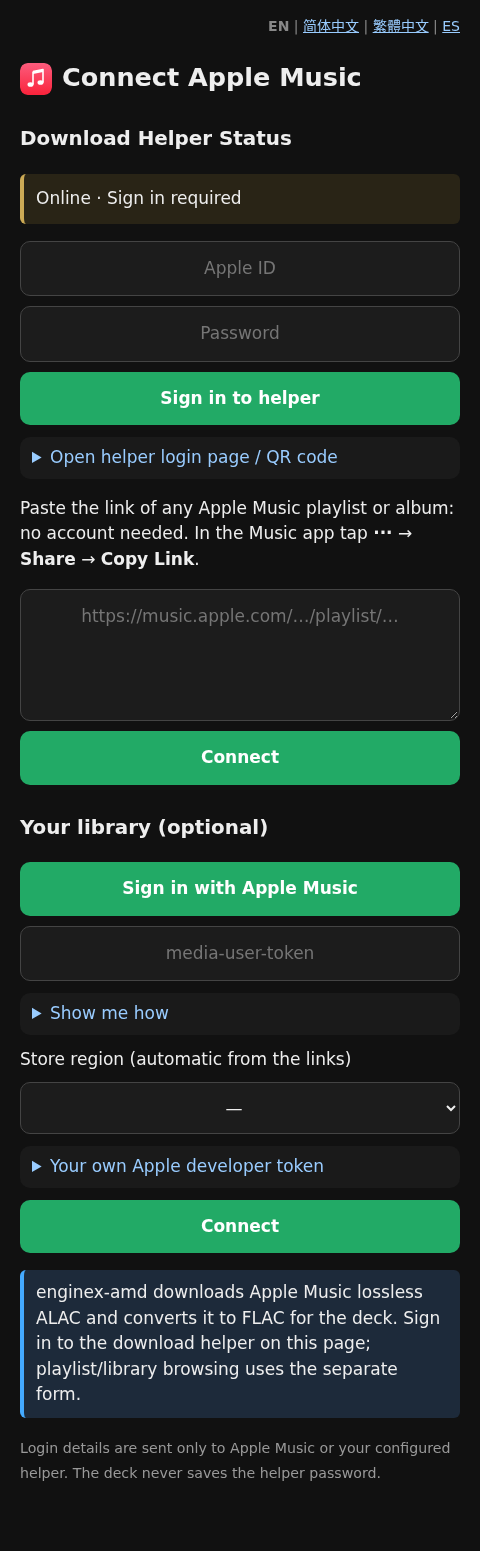 EN | 简体中文 | 繁體中文 | ES
Connect Apple Music
Download Helper Status
Online · Sign in required
Apple ID
Password
Sign in to helper
Open helper login page / QR code
Paste the link of any Apple Music playlist or album:
no account needed. In the Music app tap ··· →
Share → Copy Link.
https://music.apple.com/.../playlist/...
Connect
Your library (optional)
Sign in with Apple Music
media-user-token
Show me how
Store region (automatic from the links)
—
Your own Apple developer token
Connect
enginex-amd downloads Apple Music lossless
ALAC and converts it to FLAC for the deck. Sign
in to the download helper on this page;
playlist/library browsing uses the separate
form.
Login details are sent only to Apple Music or your configured
helper. The deck never saves the helper password.